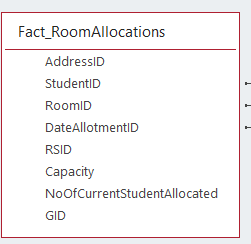 Fact_RoomAllocations
AddressID
StudentID
RoomID
DateAllotmentID
RSID
Capacity
NoOfCurrentStudentAllocated
GID